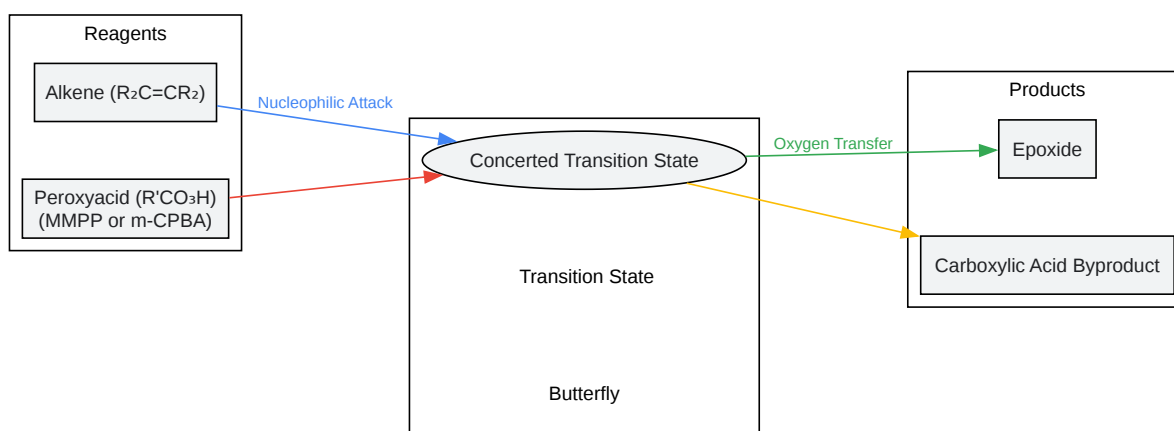 Reagents
Alkene (R₂C=CR₂)
Nucleophilic Attack
Peroxyacid (R'CO₃H)
(MMPP or m-CPBA)
Concerted Transition State
Transition State
Butterfly
Oxygen Transfer
Products
Epoxide
Carboxylic Acid Byproduct